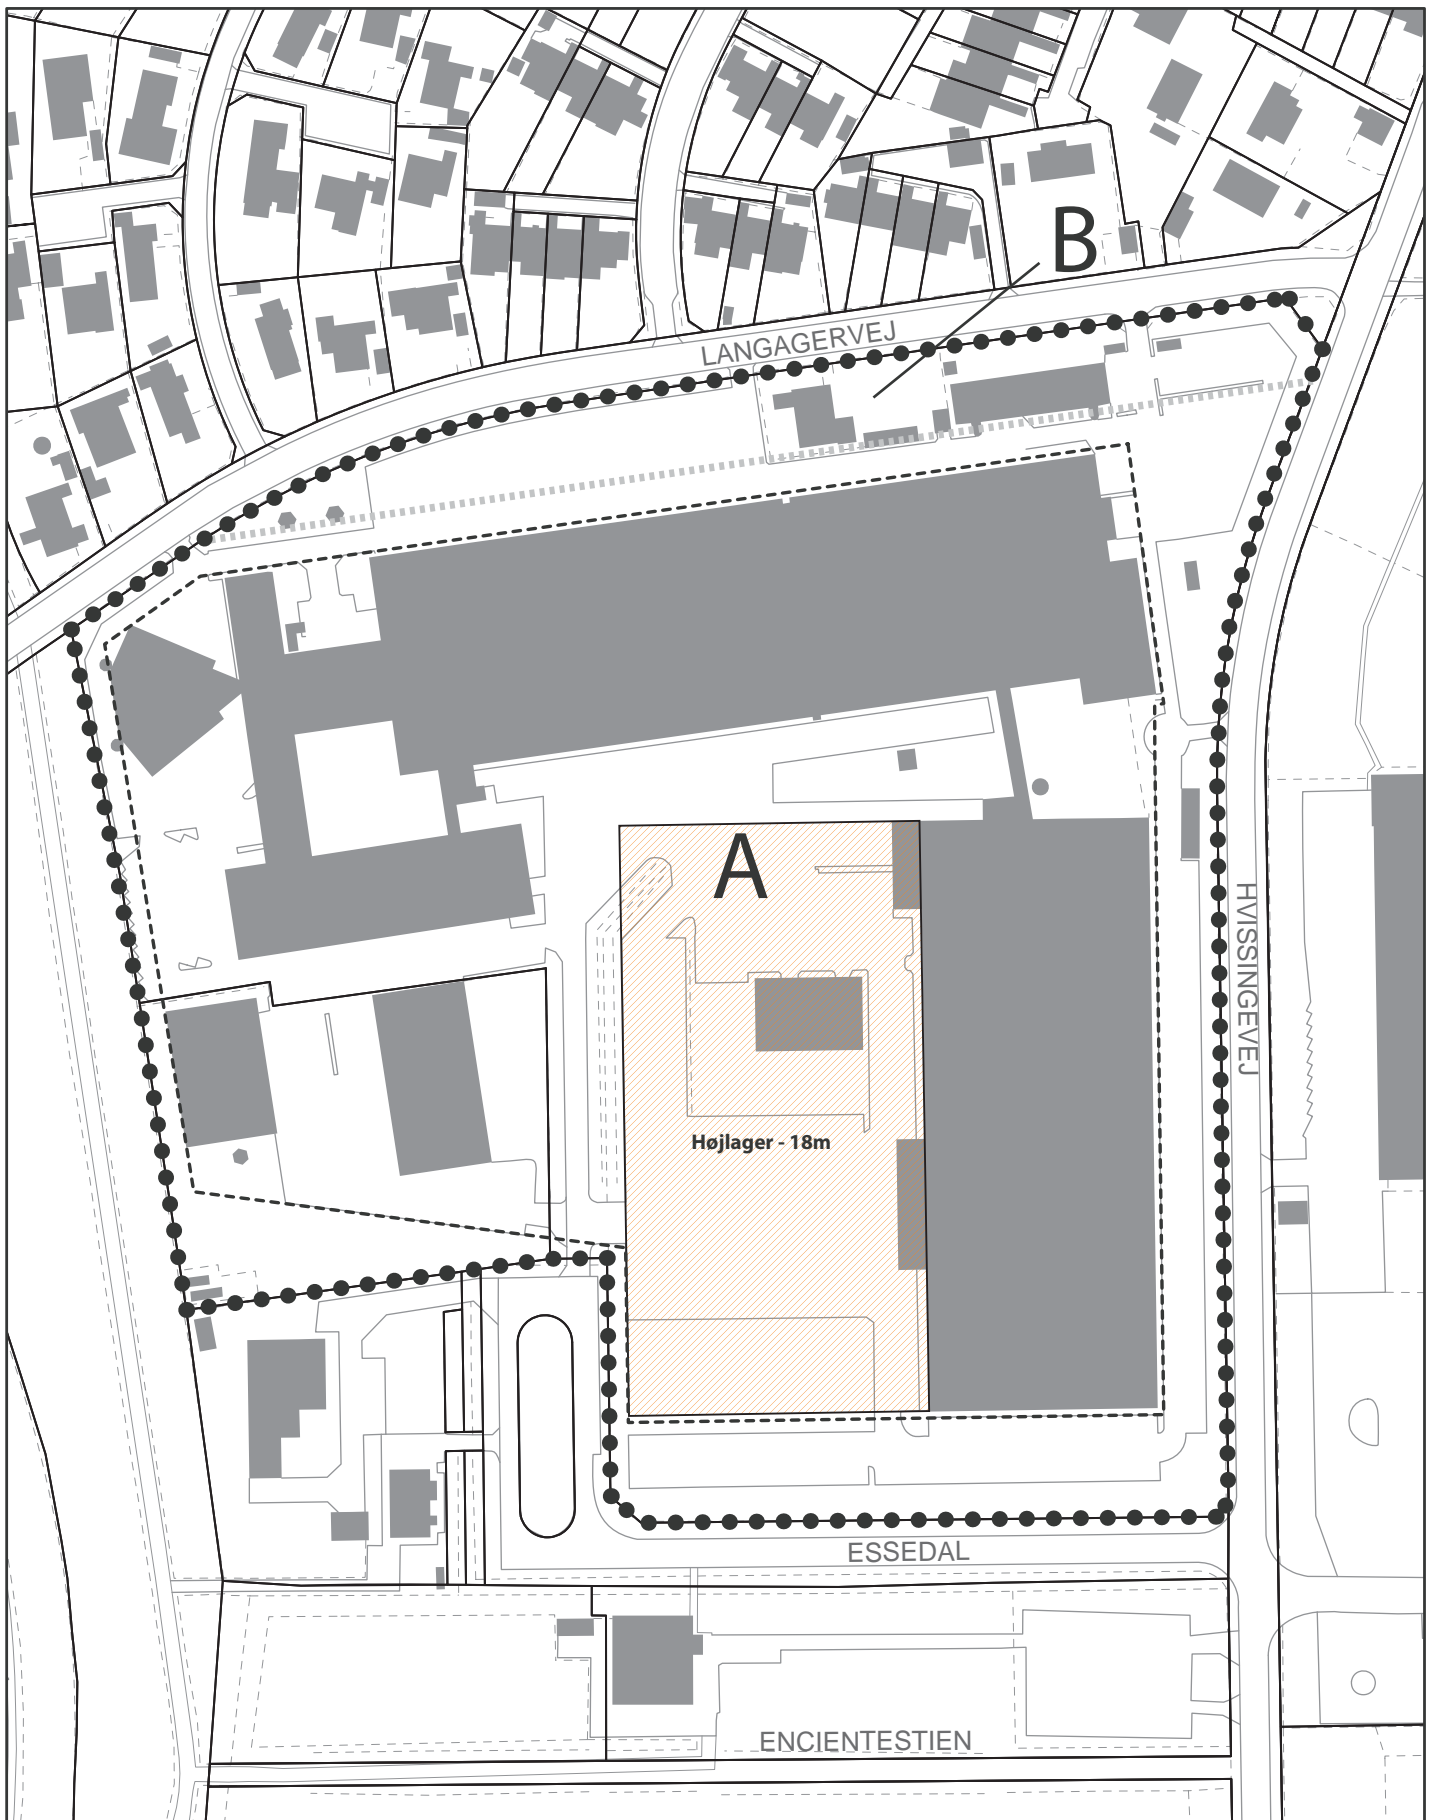 B
LANGAGERVEJ
A
HVISSINGEVEJ
Højlager - 18m
ESSEDAL
ENCIENTESTIEN